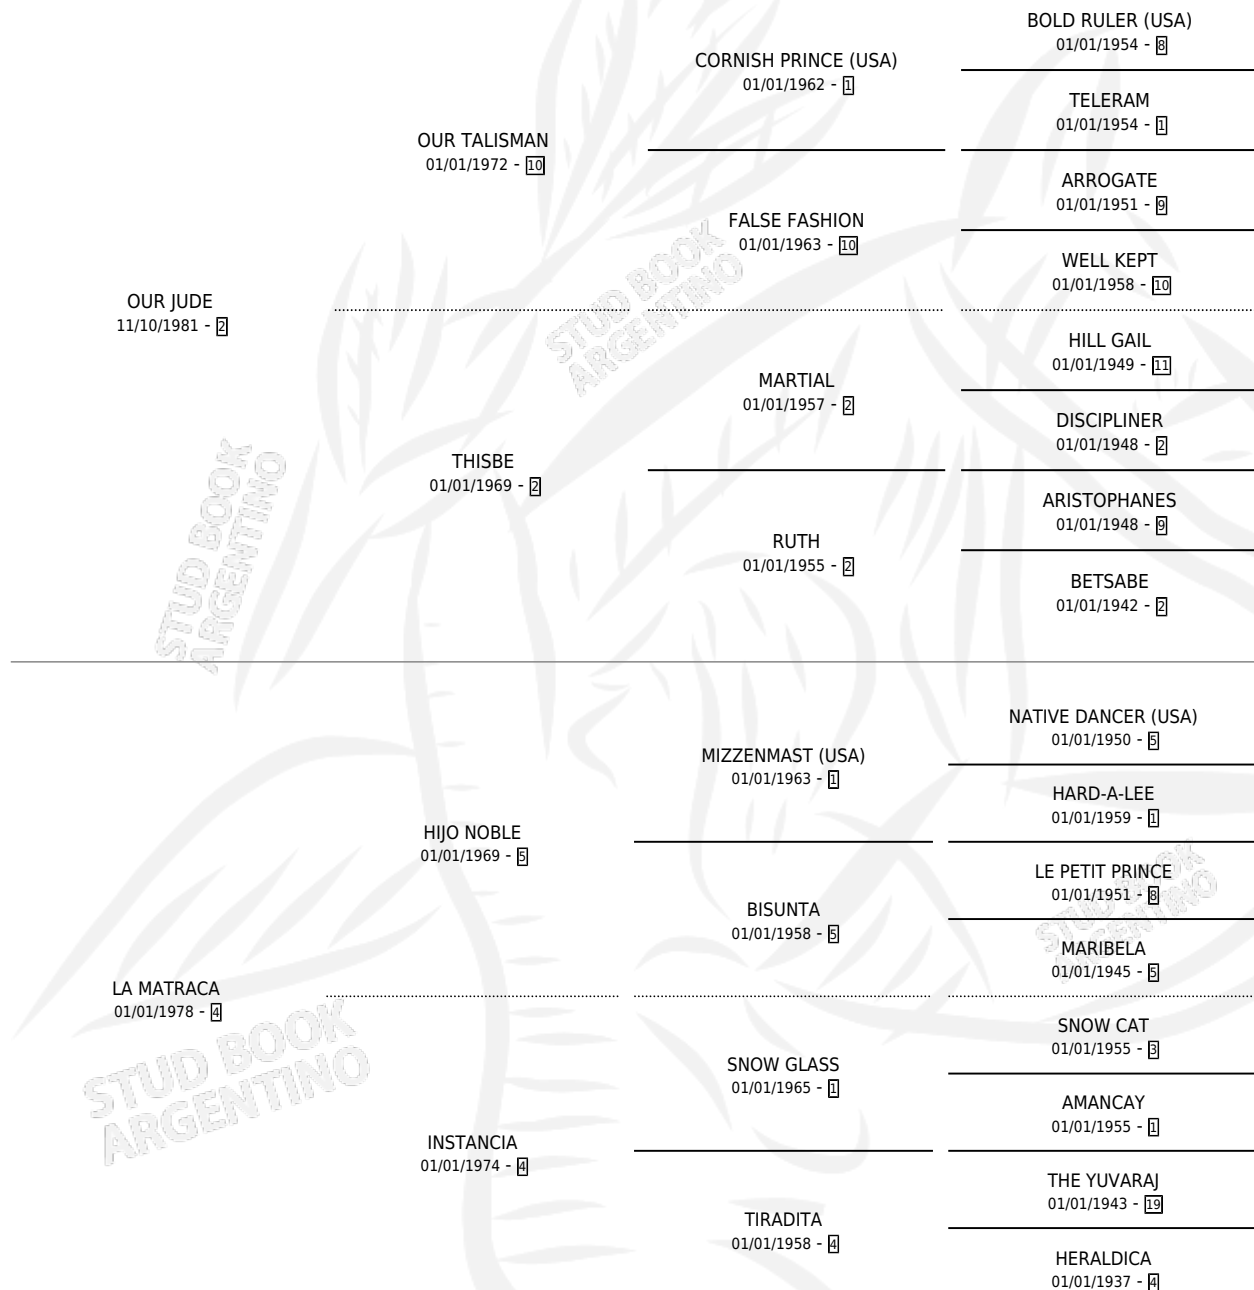 BOLD RULER (USA)
01/01/1954 - 8
CORNISH PRINCE (USA)
01/01/1962 - 1
TELERAM
01/01/1954 - 1
OUR TALISMAN
01/01/1972 - 10
ARROGATE
01/01/1951 - 9
FALSE FASHION
01/01/1963 - 10
WELL KEPT
01/01/1958 - 10
OUR JUDE
11/10/1981 - 2
HILL GAIL
01/01/1949 - 11
MARTIAL
01/01/1957 - 2
DISCIPLINER
01/01/1948 - 2
THISBE
01/01/1969 - 2
ARISTOPHANES
01/01/1948 - 9
RUTH
01/01/1955 - 2
BETSABE
01/01/1942 - 2
STUD BOOK
ARGENTINO
STUD BOOK
ARGENTINO
NATIVE DANCER (USA)
01/01/1950 - 5
MIZZENMAST (USA)
01/01/1963 - 1
HARD-A-LEE
01/01/1959 - 1
HIJO NOBLE
01/01/1969 - 5
LE PETIT PRINCE
01/01/1951 - 8
BISUNTA
01/01/1958 - 5
MARIBELA
01/01/1945 - 5
LA MATRACA
01/01/1978 - 4
SNOW CAT
01/01/1955 - 3
SNOW GLASS
01/01/1965 - 1
AMANCAY
01/01/1955 - 1
INSTANCIA
01/01/1974 - 4
THE YUVARAJ
01/01/1943 - 19
TIRADITA
01/01/1958 - 4
HERALDICA
01/01/1937 - 4
STUD BOOK
ARGENTINO
STUD BOOK
ARGENTINO